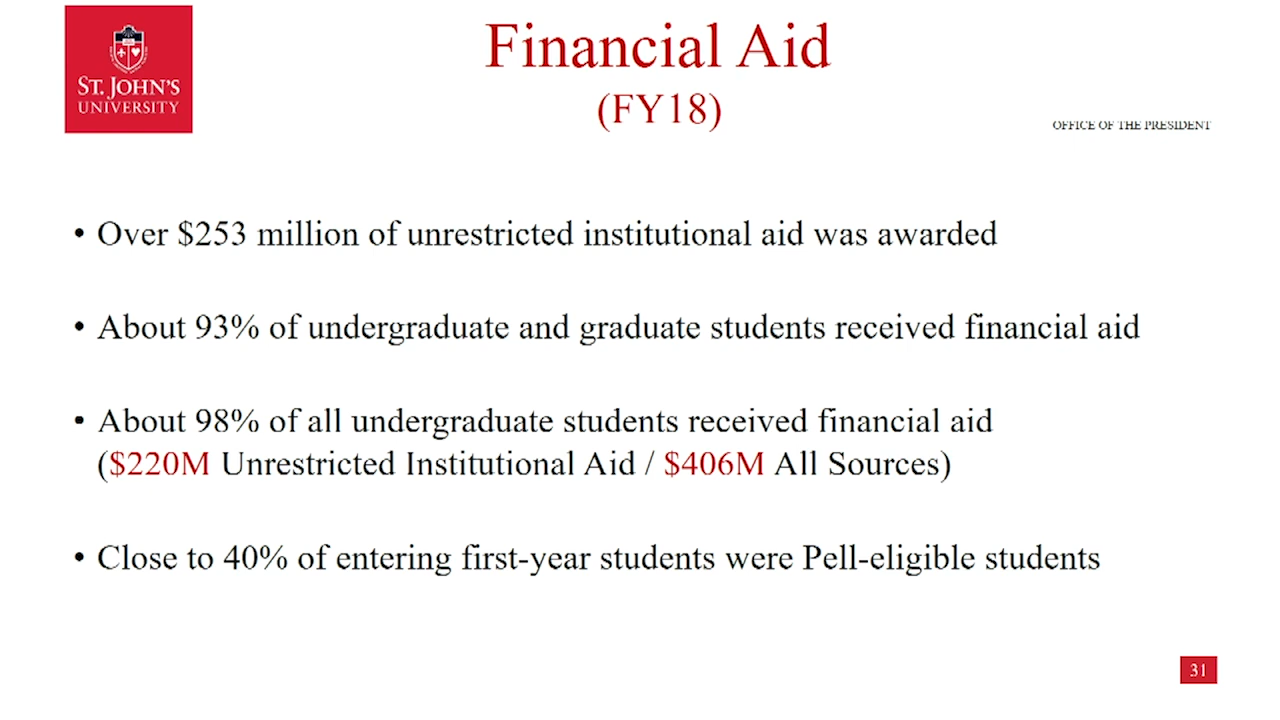 ST. JOHN'S
UNIVERSITY
Financial Aid
(FY18)
OFFICE OF THE PRESIDENT
• Over $253 million of unrestricted institutional aid was awarded
• About 93% of undergraduate and graduate students received financial aid
• About 98% of all undergraduate students received financial aid
($220M Unrestricted Institutional Aid / $406M All Sources)
• Close to 40% of entering first-year students were Pell-eligible students
31